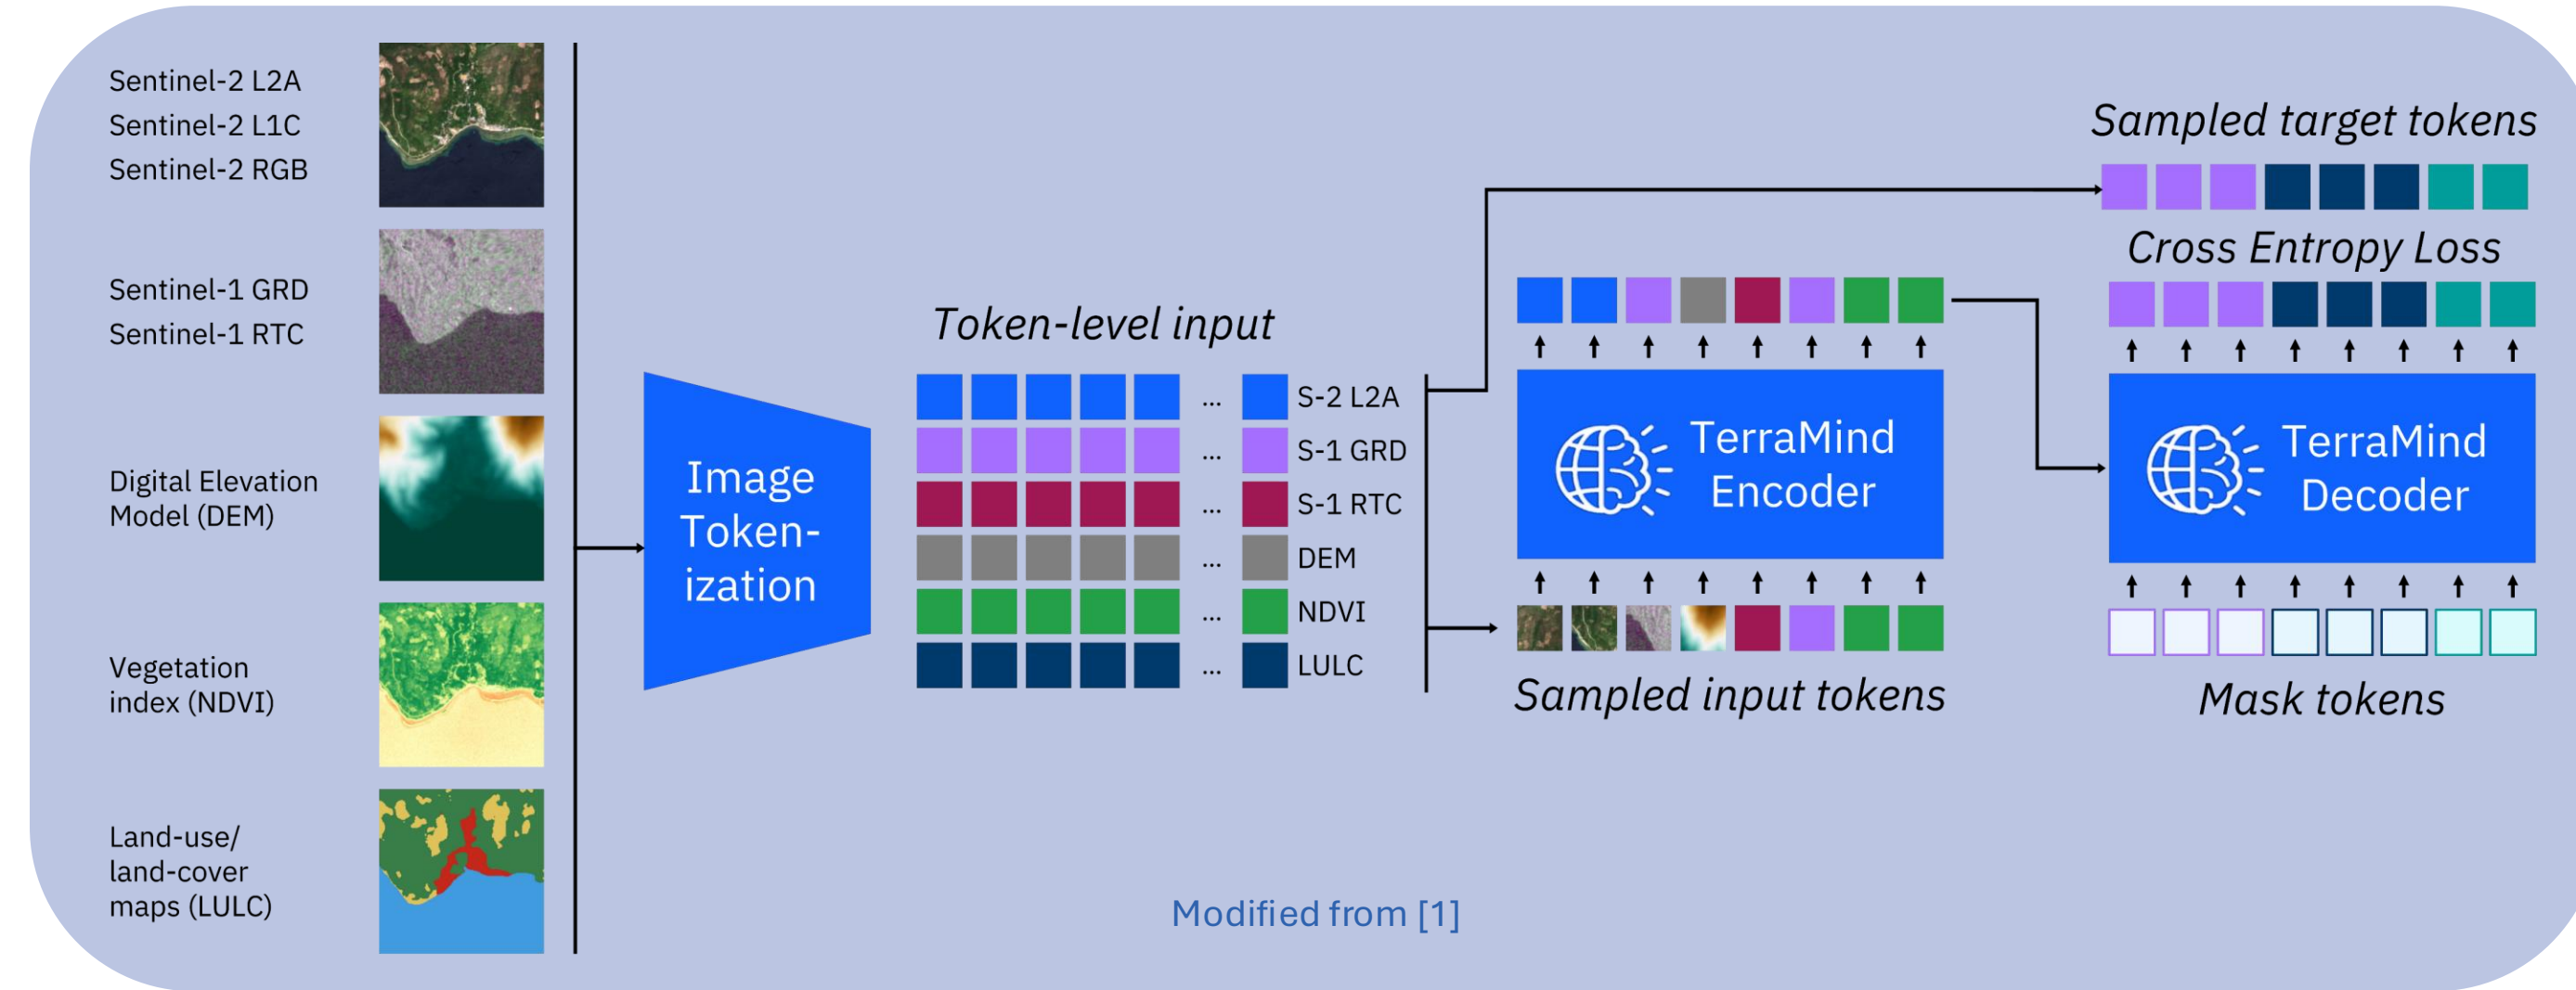 Sentinel-2 L2A
Sentinel-2 L1C
Sentinel-2 RGB
Sentinel-1 GRD
Sentinel-1 RTC
Digital Elevation
Model (DEM)
Vegetation
index (NDVI)
Land-use/
land-cover
maps (LULC)
Image
Token-
ization
Token-level input
... S-2 L2A
... S-1 GRD
... S-1 RTC
... DEM
... NDVI
... LULC
TerraMind
Encoder
Sampled input tokens
Sampled target tokens
Cross Entropy Loss
TerraMind
Decoder
Mask tokens
Modified from [1]